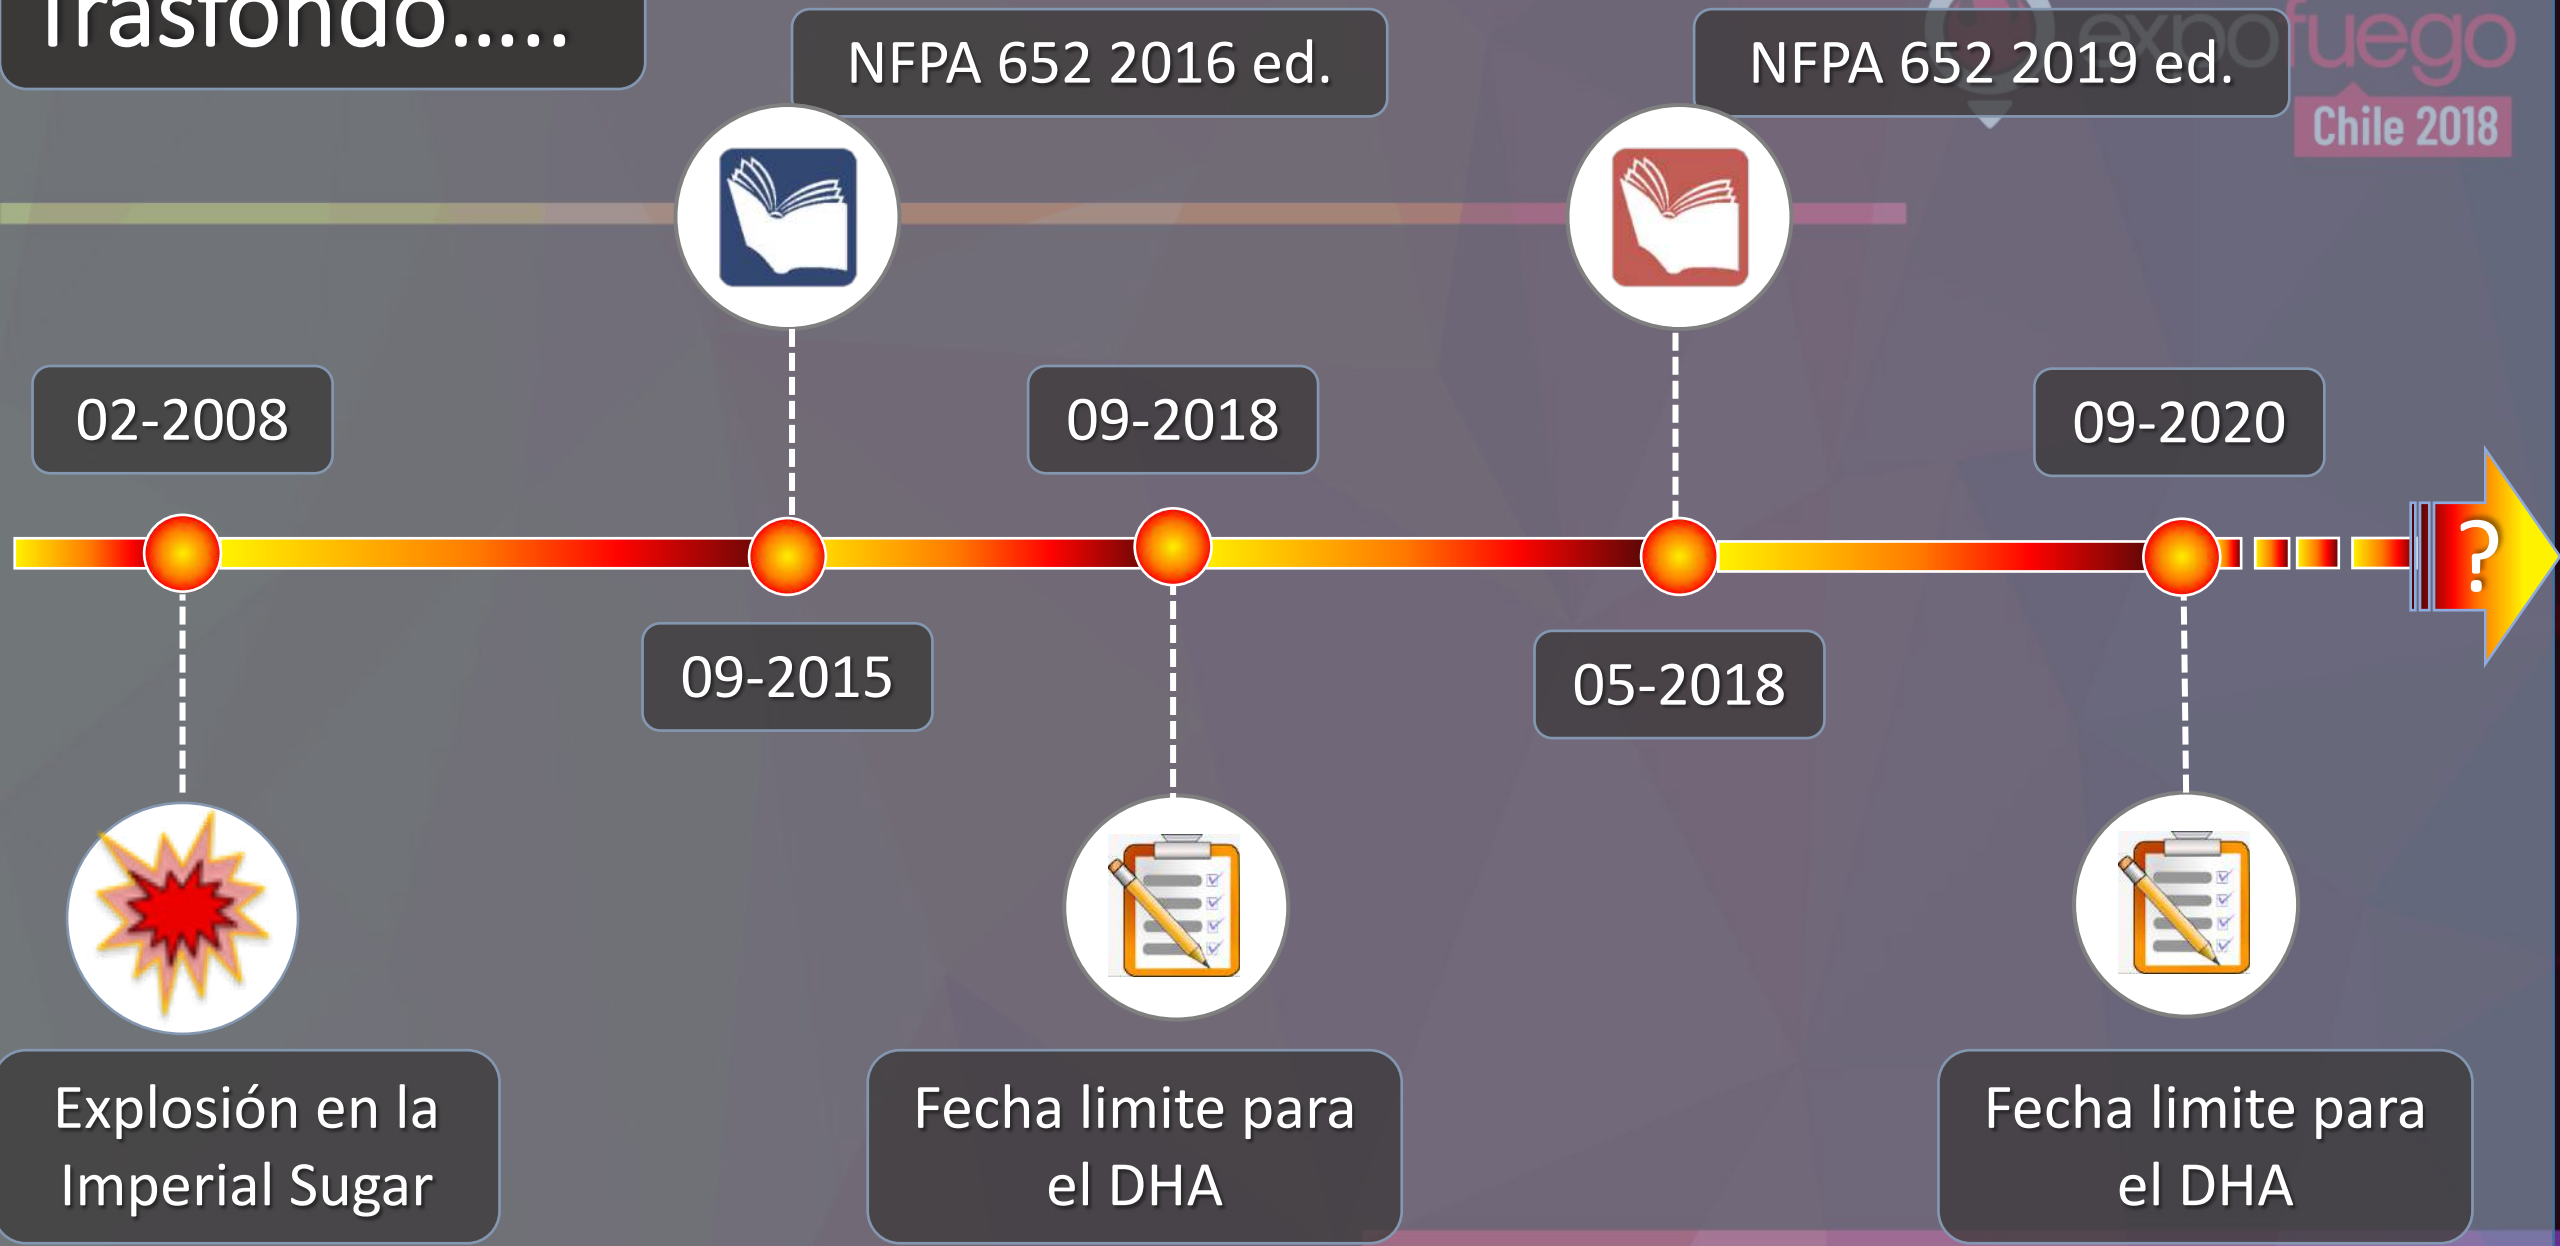 Trasfondo.....
NFPA 652 2016 ed.
NFPA 652 2019 ed.
expofuego
Chile 2018
02-2008
09-2018
09-2020
?
09-2015
05-2018
Explosión en la
Imperial Sugar
Fecha limite para
el DHA
Fecha limite para
el DHA